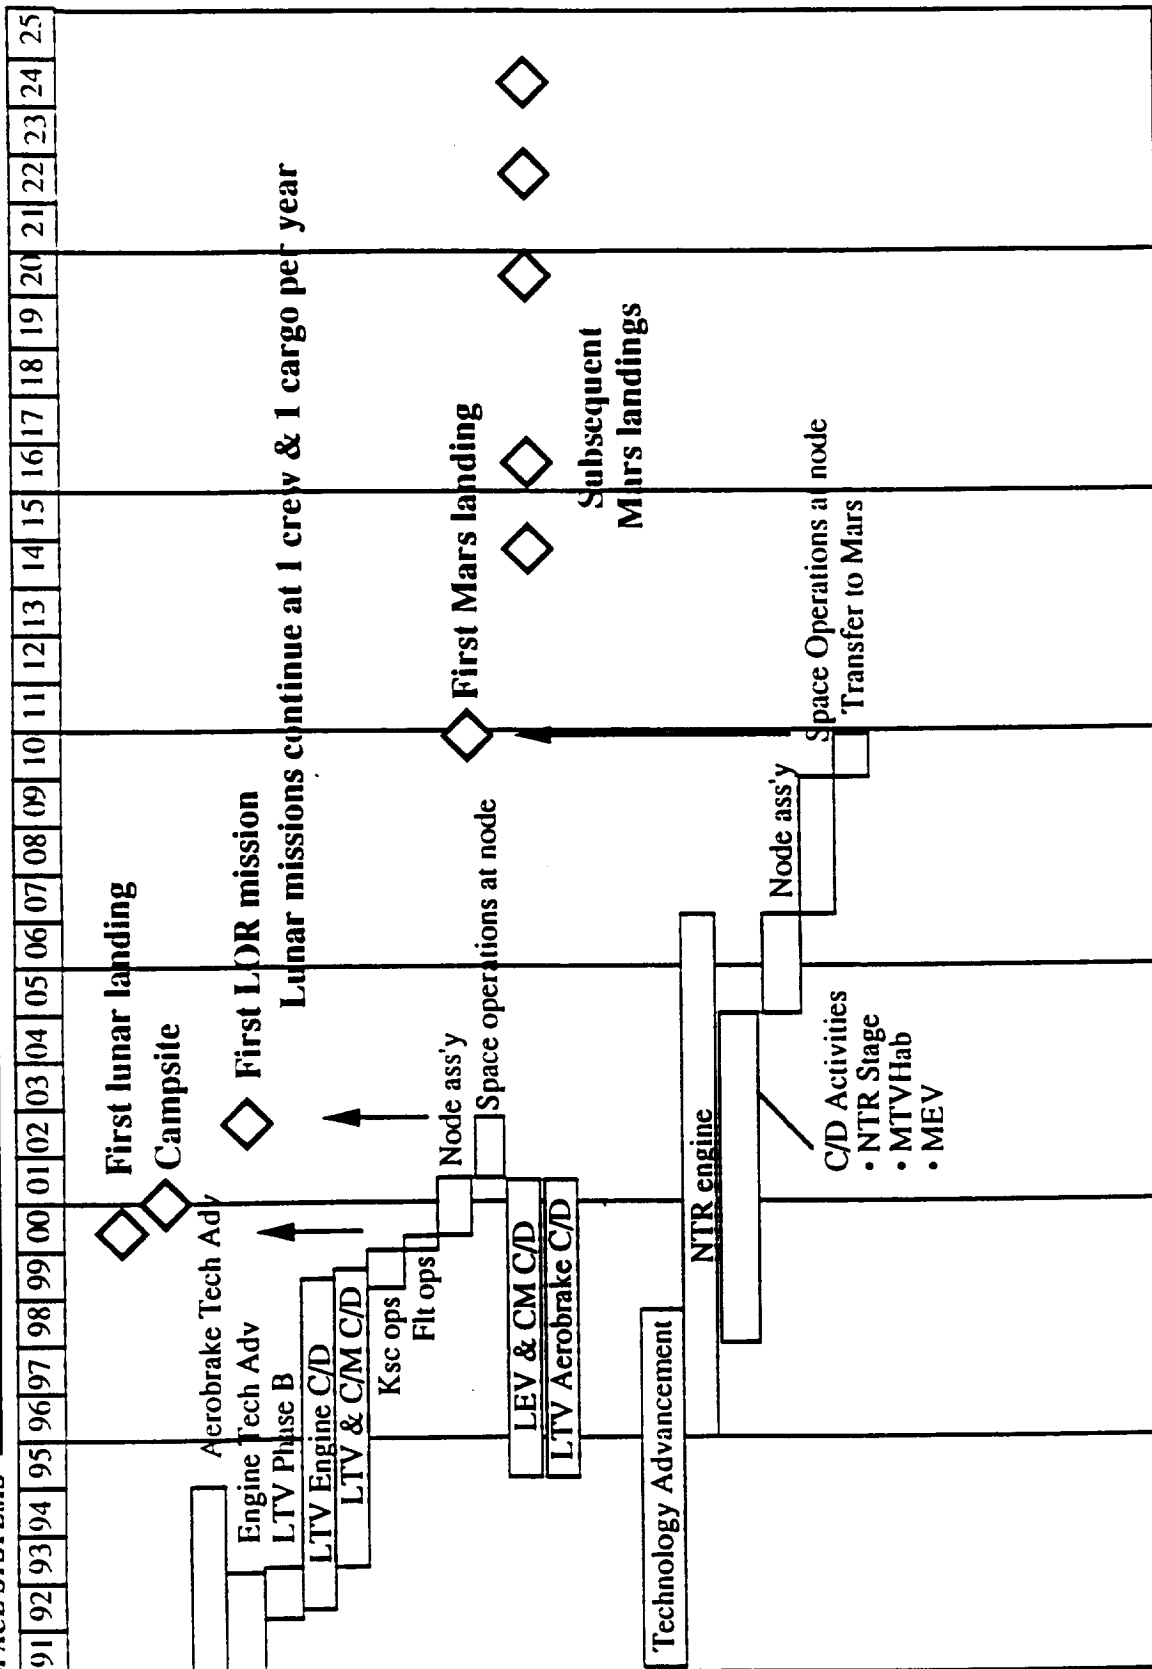 91 92 93 94 95 96 97 98 99 00 01 02 03 04 05 06 07 08 09 10 11 12 13 14 15 16 17 18 19 20 21 22 23 24 25
First lunar landing
Campsite
First LOR mission
Lunar missions continue at 1 crew & 1 cargo per year
Aerobrake Tech Adv
Engine Tech Adv
LTV Phase B
LTV Engine C/D
LTV & C/M C/D
Ksc ops
Flt ops
Node ass'y
Space operations at node
LEV & CM C/D
LTV Aerobrake C/D
First Mars landing
Subsequent
Mars landings
Technology Advancement
NTR engine
C/D Activities
• NTR Stage
• MTVHab
• MEV
Node ass'y
Space Operations at node
Transfer to Mars